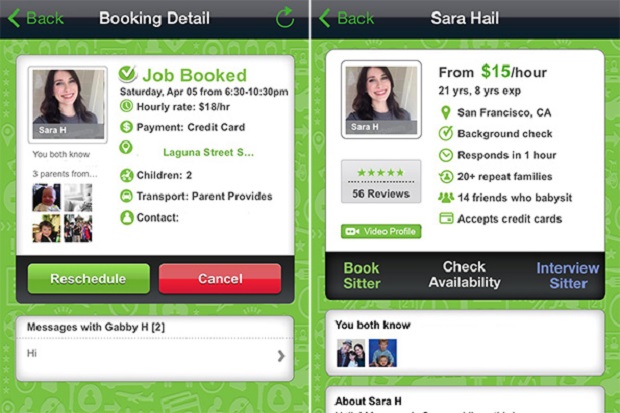 Back
Booking Detail
Job Booked
Saturday, Apr 05 from 6:30-10:30pm
Hourly rate: $18/hr
Sara H
Payment: Credit Card
You both know
Laguna Street S...
3 parents from...
Children: 2
Transport: Parent Provides
Contact:
Reschedule
Cancel
Messages with Gabby H [2]
Hi
Back
Sara Hail
From $15/hour
21 yrs, 8 yrs exp
San Francisco, CA
Sara H
Background check
Responds in 1 hour
20+ repeat families
56 Reviews
14 friends who babysit
Accepts credit cards
Video Profile
Book
Sitter
Check
Availability
Interview
Sitter
You both know
About Sara H